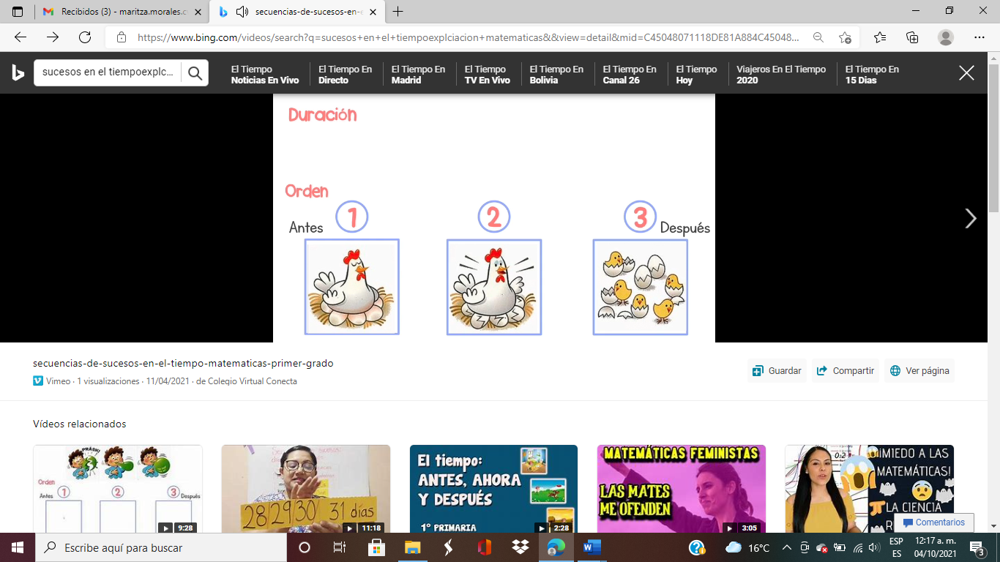 Recibidos (3) - maritza.morales.c
secuencias-de-sucesos-en-e
https://www.bing.com/videos/search?q=sucesos+en+el+tiempoexplciacion+matematicas&&view=detail&mid=C45048071118DE81A884C45048...
sucesos en el tiempoexplc...
El Tiempo
Noticias En Vivo
El Tiempo En
Directo
El Tiempo En
Madrid
El Tiempo
TV En Vivo
El Tiempo En
Bolivia
El Tiempo En
Canal 26
El Tiempo
Hoy
Viajeros En El Tiempo
2020
El Tiempo En
15 Dias
Duración
Orden
Antes 1 2 3 Después
secuencias-de-sucesos-en-el-tiempo-matematicas-primer-grado
Vimeo · 1 visualizaciones · 11/04/2021 · de Colegio Virtual Conecta
Guardar
Compartir
Ver página
Vídeos relacionados
Orden
Antes 1 2 3 Después
9:28
28 29 30 31 días
11:18
El tiempo:
ANTES, AHORA
Y DESPUÉS
1º PRIMARIA
2:28
MATEMÁTICAS FEMINISTAS
LAS MATES
ME OFENDEN
3:05
MIEDO A LAS
MATEMÁTICAS!
LA CIENCIA
Comentarios
Escribe aquí para buscar
16°C
ESP
ES
12:17 a. m.
04/10/2021
3